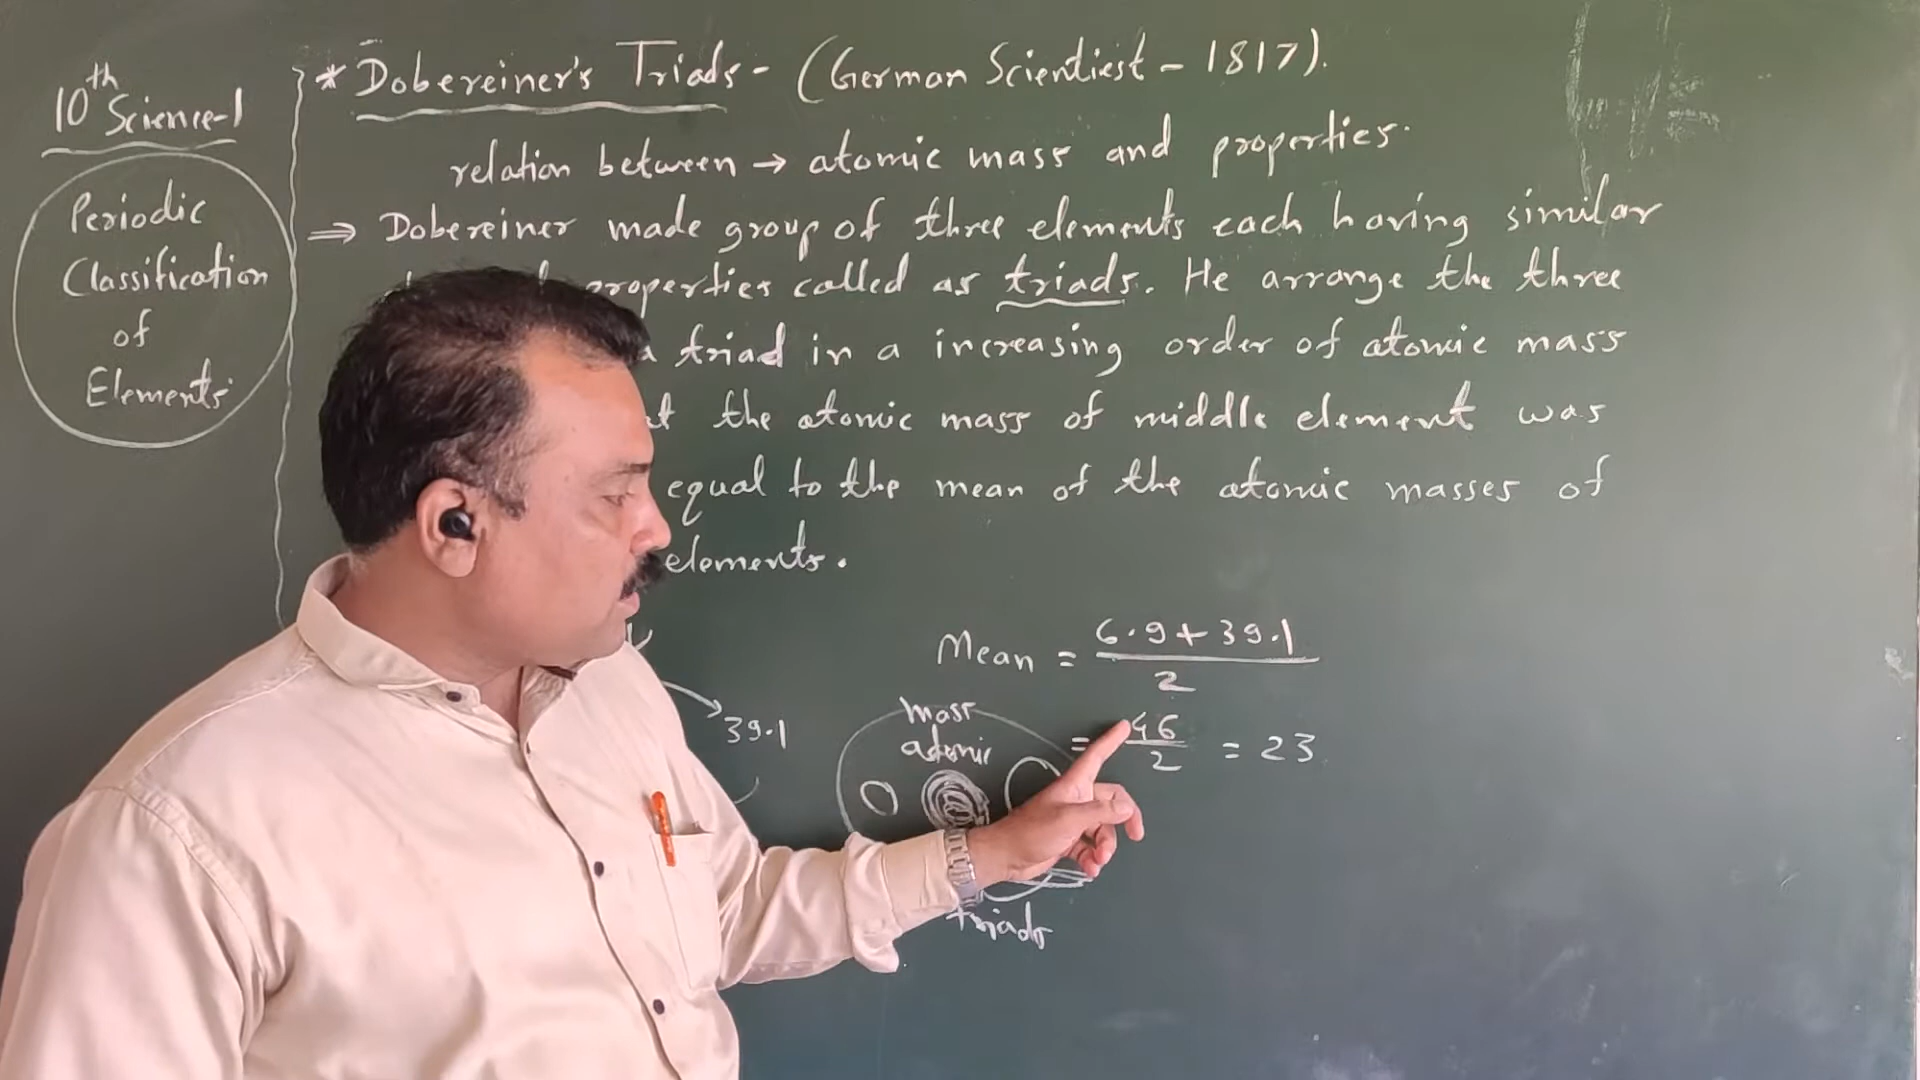 10th Science-1
Periodic
Classification
of
Elements
* Dobereiner's Triads - (German Scientiest - 1817).
relation between → atomic mass and properties.
⇒ Dobereiner made group of three elements each having similar
properties called as triads. He arrange the three
a triad in a increasing order of atomic mass
the atomic mass of middle element was
equal to the mean of the atomic masses of
elements.
Mean = 6.9 + 39.1
2
= 46
2
= 23
39.1
mass
atomic
triads